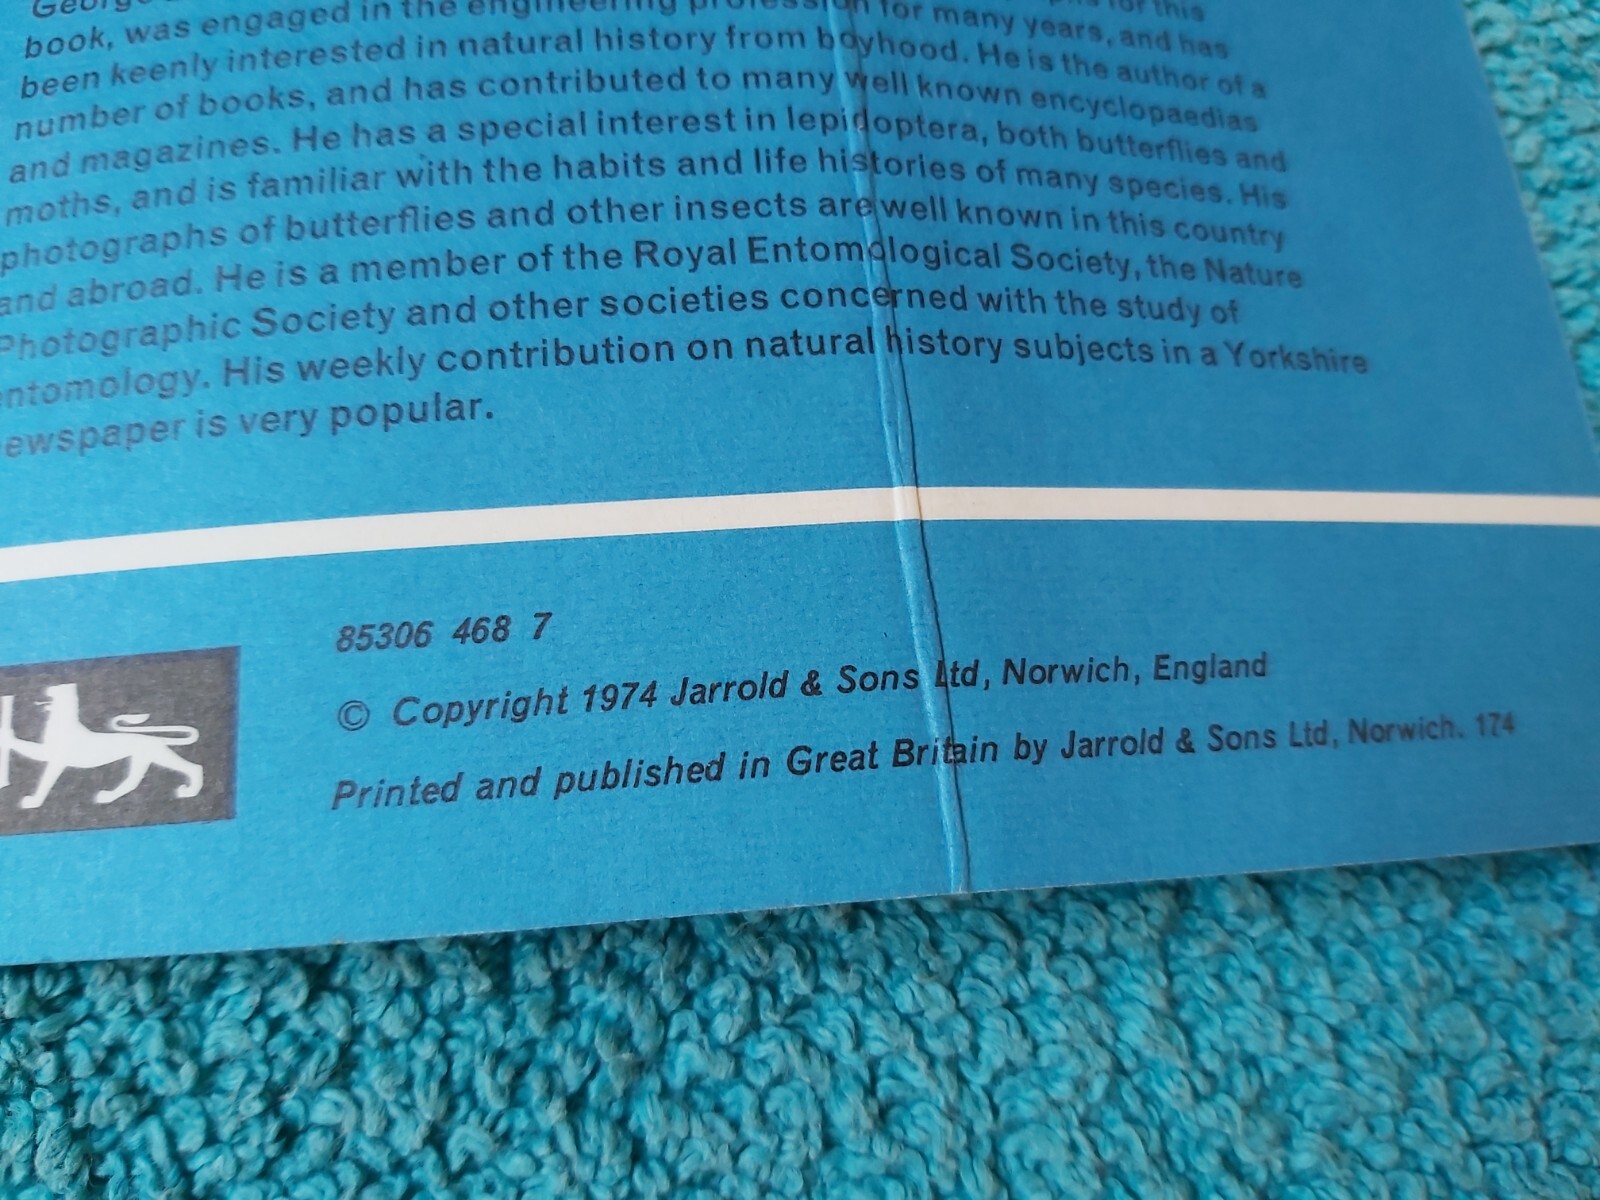 George
book, was engaged in the engineering profession for many years, and has
been keenly interested in natural history from boyhood. He is the author of a
number of books, and has contributed to many well known encyclopaedias
and magazines. He has a special interest in lepidoptera, both butterflies and
moths, and is familiar with the habits and life histories of many species. His
photographs of butterflies and other insects are well known in this country
and abroad. He is a member of the Royal Entomological Society, the Nature
Photographic Society and other societies concerned with the study of
ntomology. His weekly contribution on natural history subjects in a Yorkshire
ewspaper is very popular.
85306 468 7
© Copyright 1974 Jarrold & Sons Ltd, Norwich, England
Printed and published in Great Britain by Jarrold & Sons Ltd, Norwich. 174